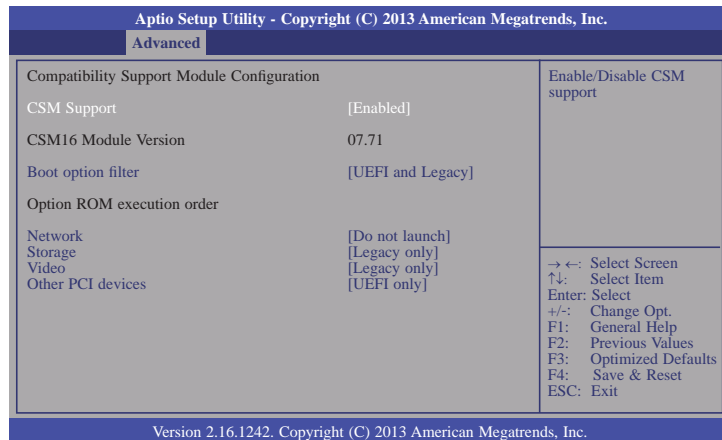 Aptio Setup Utility - Copyright (C) 2013 American Megatrends, Inc.
Advanced
Compatibility Support Module Configuration
CSM Support [Enabled]
CSM16 Module Version 07.71
Boot option filter [UEFI and Legacy]
Option ROM execution order
Network [Do not launch]
Storage [Legacy only]
Video [Legacy only]
Other PCI devices [UEFI only]
Enable/Disable CSM
support
→ ←: Select Screen
↑↓: Select Item
Enter: Select
+/-: Change Opt.
F1: General Help
F2: Previous Values
F3: Optimized Defaults
F4: Save & Reset
ESC: Exit
Version 2.16.1242. Copyright (C) 2013 American Megatrends, Inc.